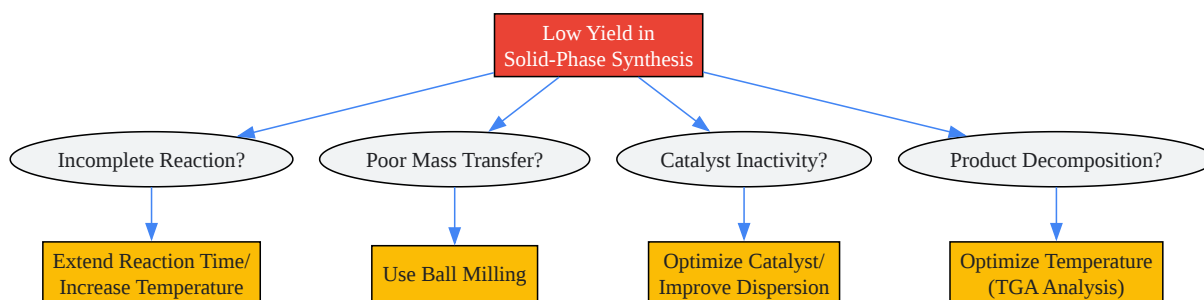 Low Yield in
Solid-Phase Synthesis
Incomplete Reaction?
Poor Mass Transfer?
Catalyst Inactivity?
Product Decomposition?
Extend Reaction Time/
Increase Temperature
Use Ball Milling
Optimize Catalyst/
Improve Dispersion
Optimize Temperature
(TGA Analysis)